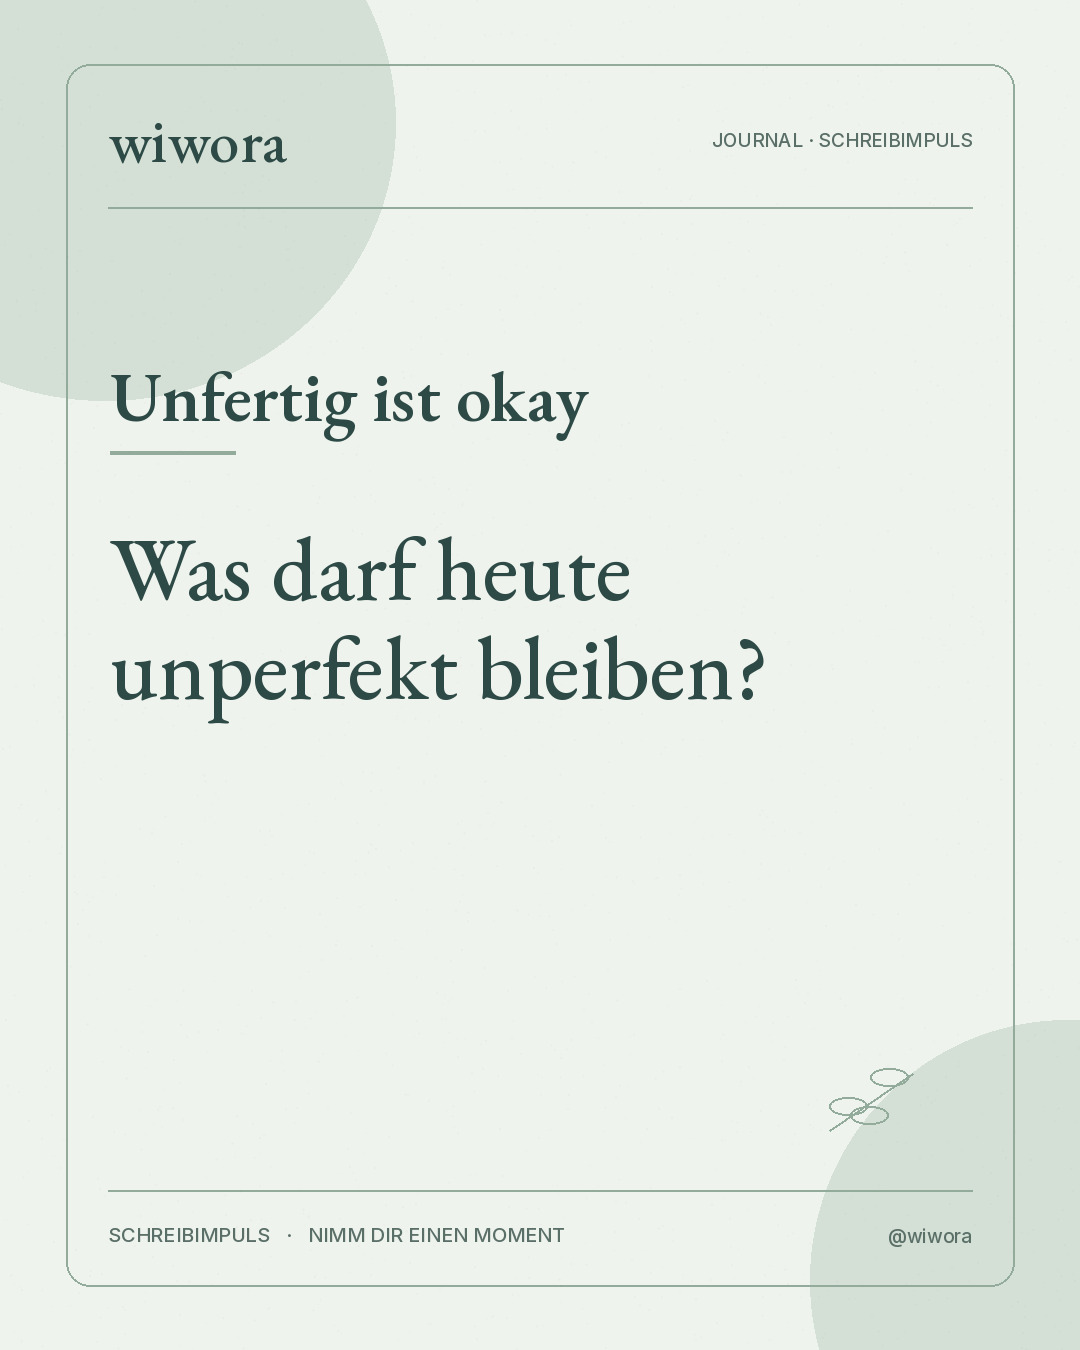 wiwora
JOURNAL · SCHREIBIMPULS
Unfertig ist okay
Was darf heute
unperfekt bleiben?
SCHREIBIMPULS · NIMM DIR EINEN MOMENT
@wiwora